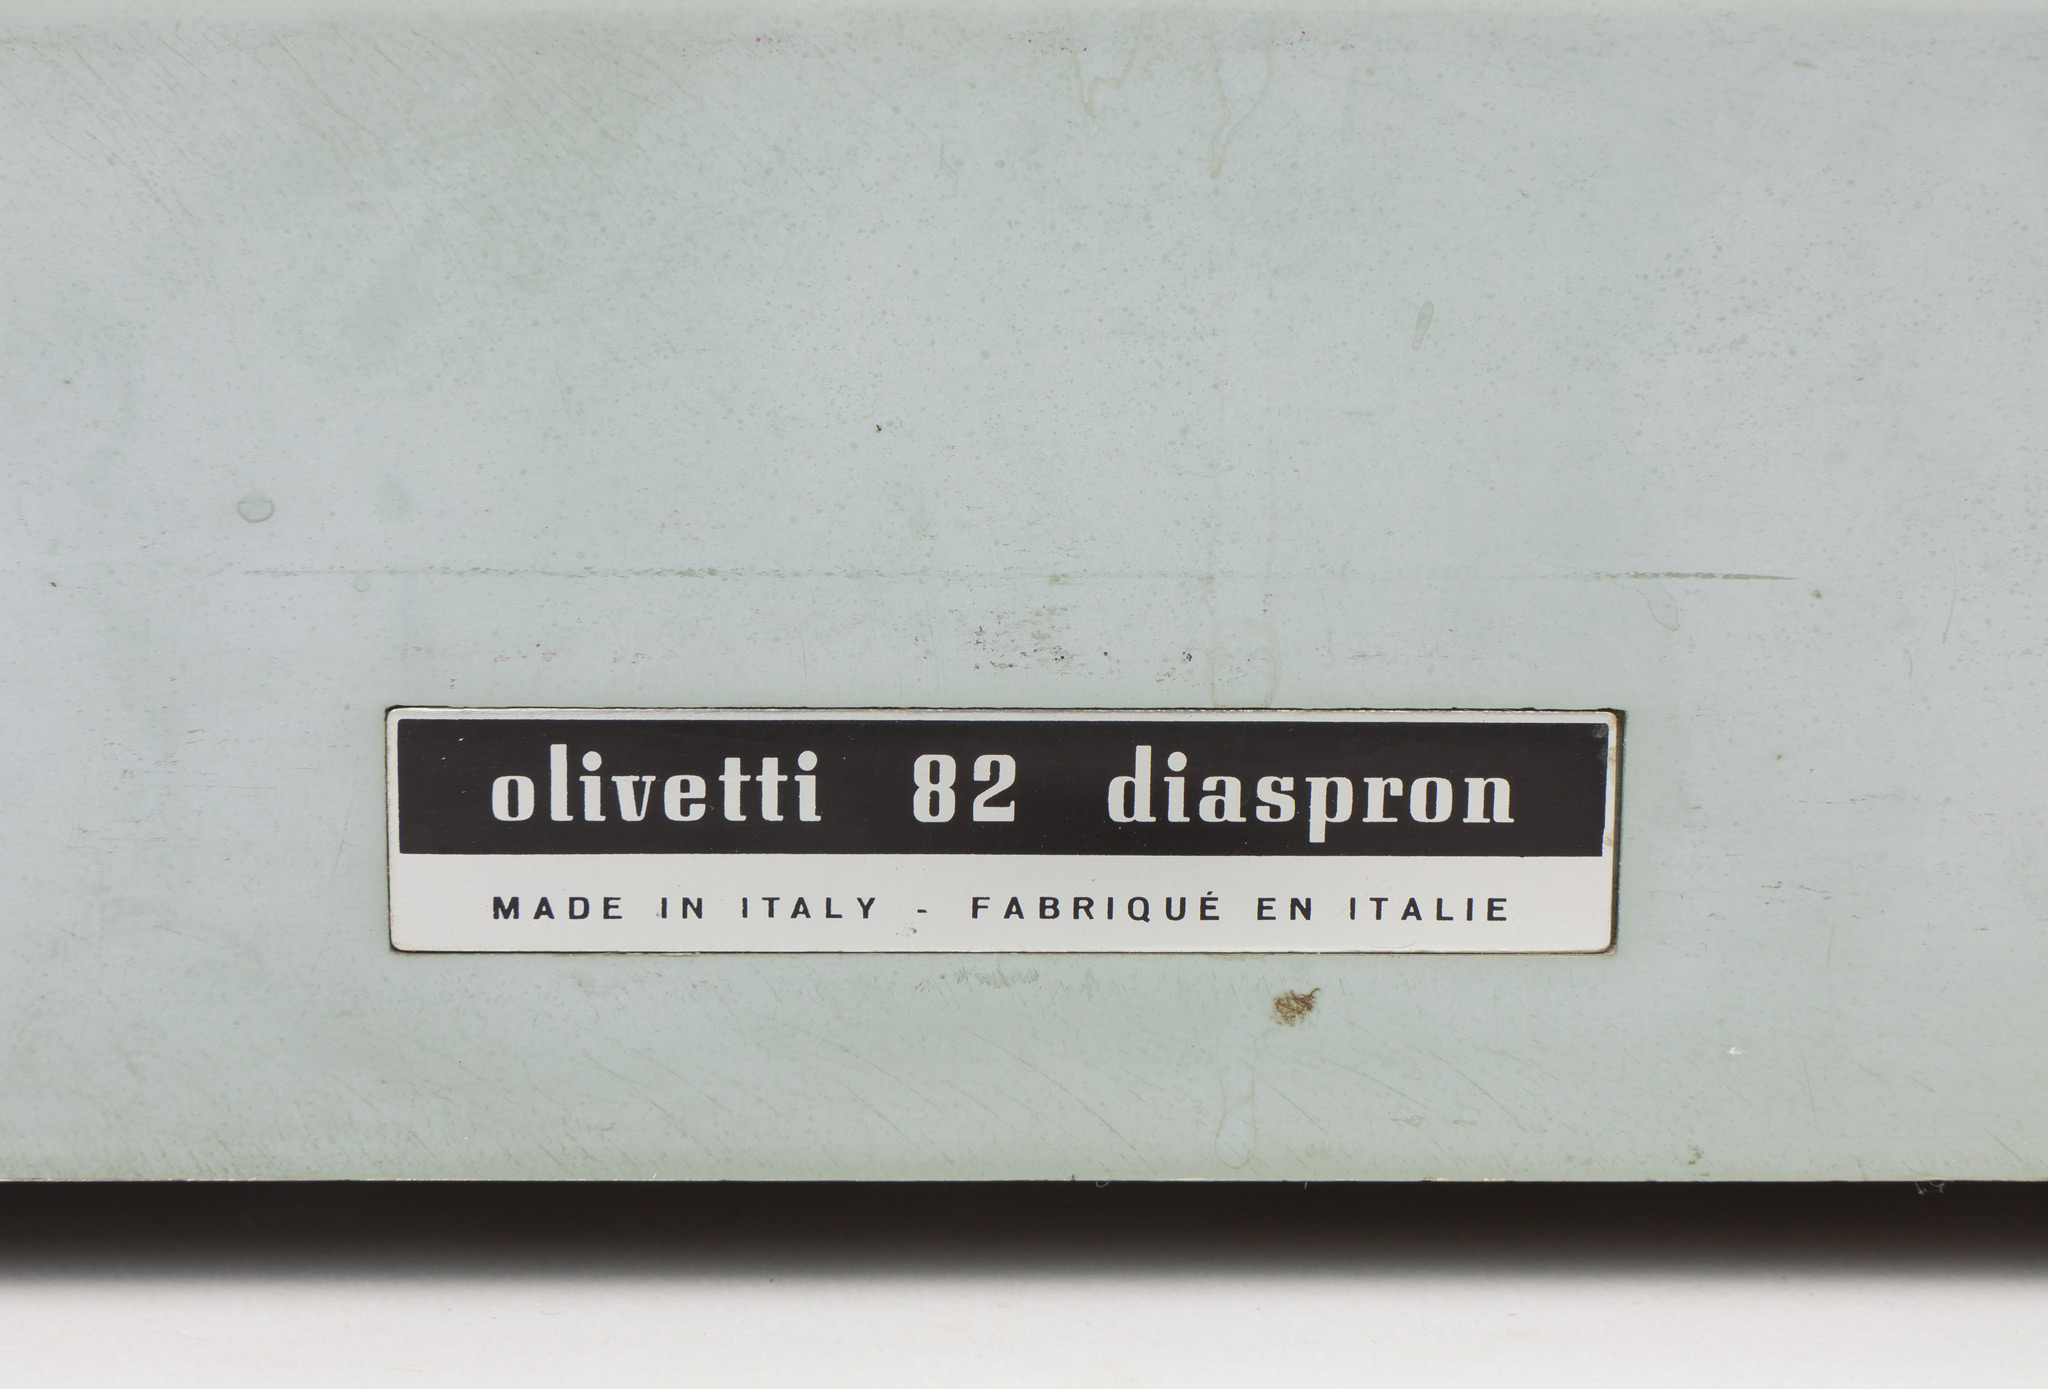 olivetti 82 diaspron
MADE IN ITALY - FABRIQUÉ EN ITALIE